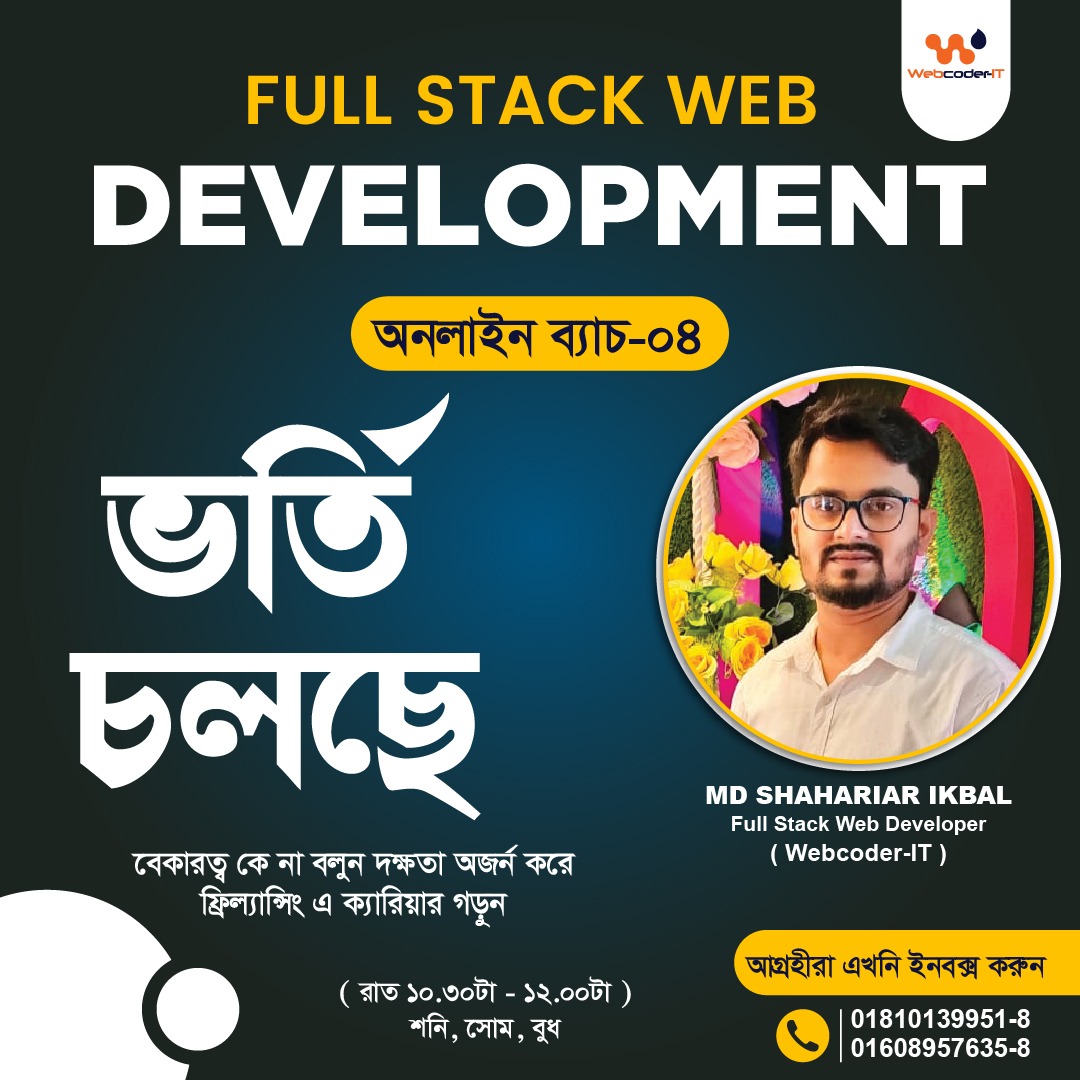 Webcoder-IT
FULL STACK WEB
DEVELOPMENT
অনলাইন ব্যাচ-০৪
ভর্তি
চলছে
MD SHAHARIAR IKBAL
Full Stack Web Developer
( Webcoder-IT )
বেকারত্ব কে না বলুন দক্ষতা অজর্ন করে
ফ্রিল্যান্সিং এ ক্যারিয়ার গড়ুন
আগ্রহীরা এখনি ইনবক্স করুন
( রাত ১০.৩০টা - ১২.০০টা )
শনি, সোম, বুধ
01810139951-8
01608957635-8